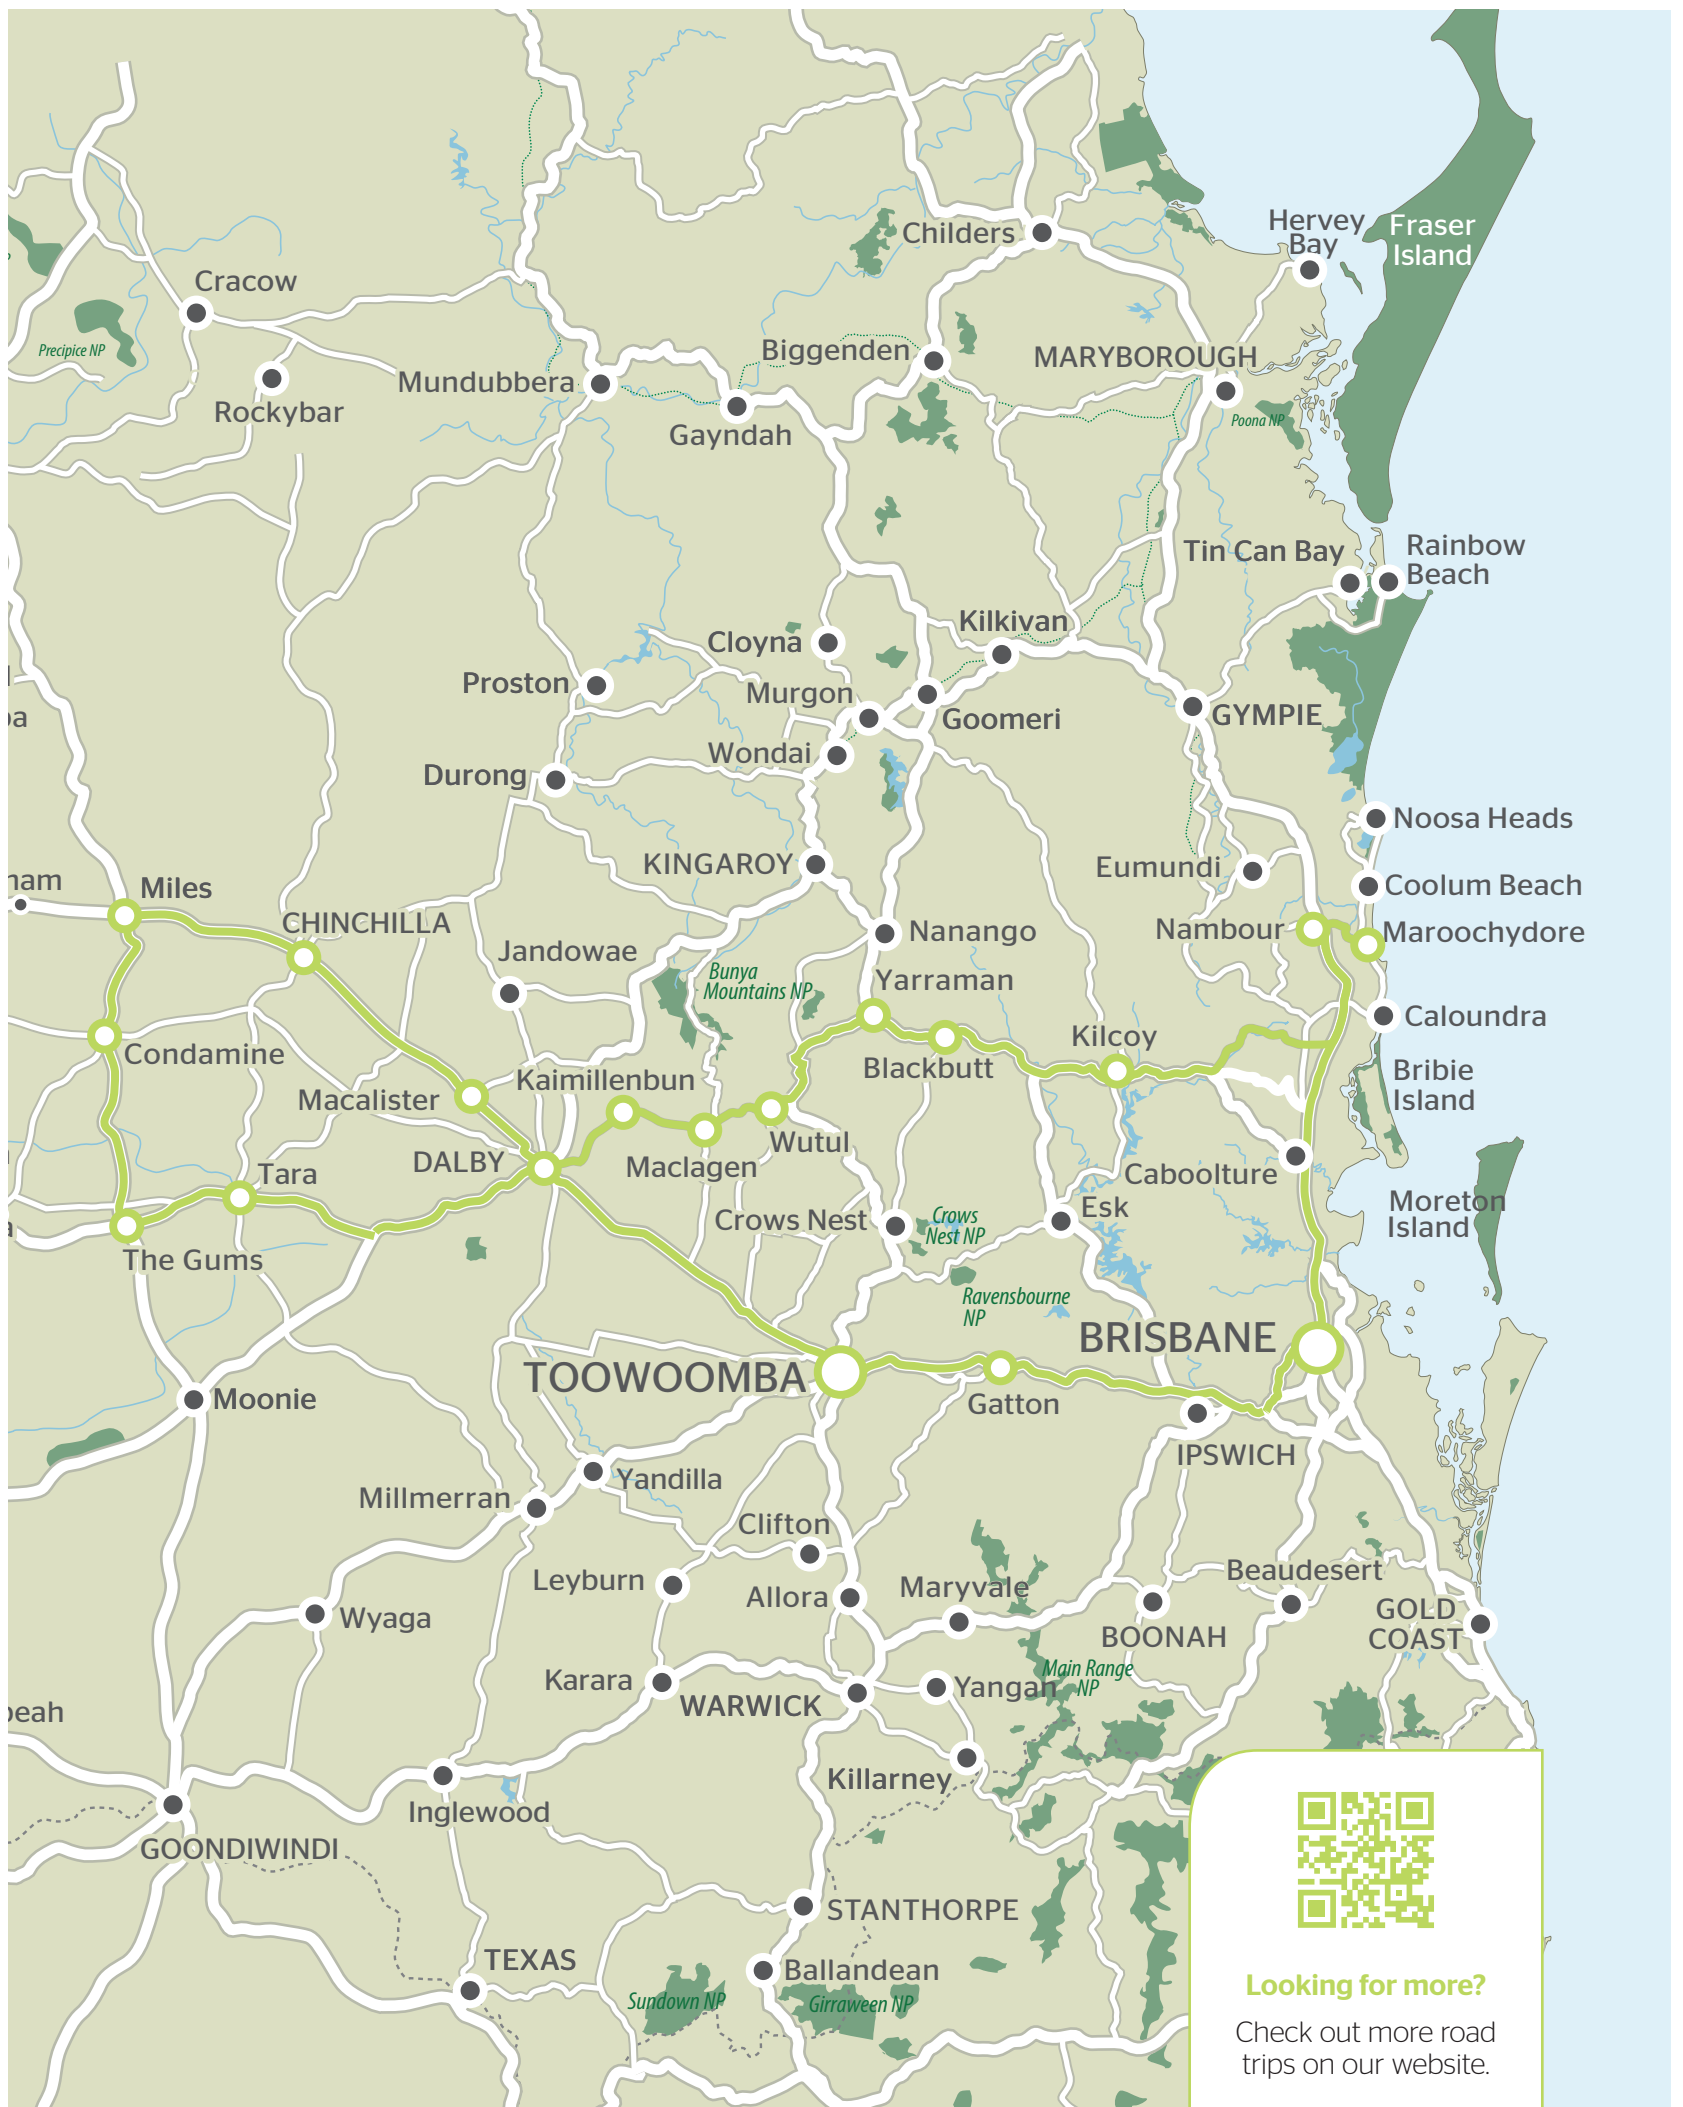 Hervey
Bay
Fraser
Island
Childers
Cracow
Precipice NP
Biggenden
MARYBOROUGH
Mundubbera
Rockybar
Gayndah
Poona NP
Tin Can Bay
Rainbow
Beach
Kilkivan
Cloyna
Proston
Murgon
Goomeri
GYMPIE
Wondai
Durong
Noosa Heads
KINGAROY
Eumundi
Miles
Coolum Beach
CHINCHILLA
Nanango
Nambour
Maroochydore
Jandowae
Bunya
Mountains NP
Yarraman
Caloundra
Kilcoy
Condamine
Blackbutt
Kaimillenbun
Bribie
Island
Macalister
Wutul
DALBY
Maclagen
Tara
Caboolture
Moreton
Island
Esk
Crows Nest
Crows
Nest NP
The Gums
Ravensbourne
NP
BRISBANE
TOOWOOMBA
Gatton
Moonie
IPSWICH
Yandilla
Millmerran
Clifton
Leyburn
Allora
Maryvale
Beaudesert
Wyaga
BOONAH
GOLD
COAST
Main Range
NP
Karara
Yangan
WARWICK
Killarney
Inglewood
GOONDIWINDI
STANTHORPE
TEXAS
Ballandean
Sundown NP
Girraween NP
Looking for more?
Check out more road
trips on our website.